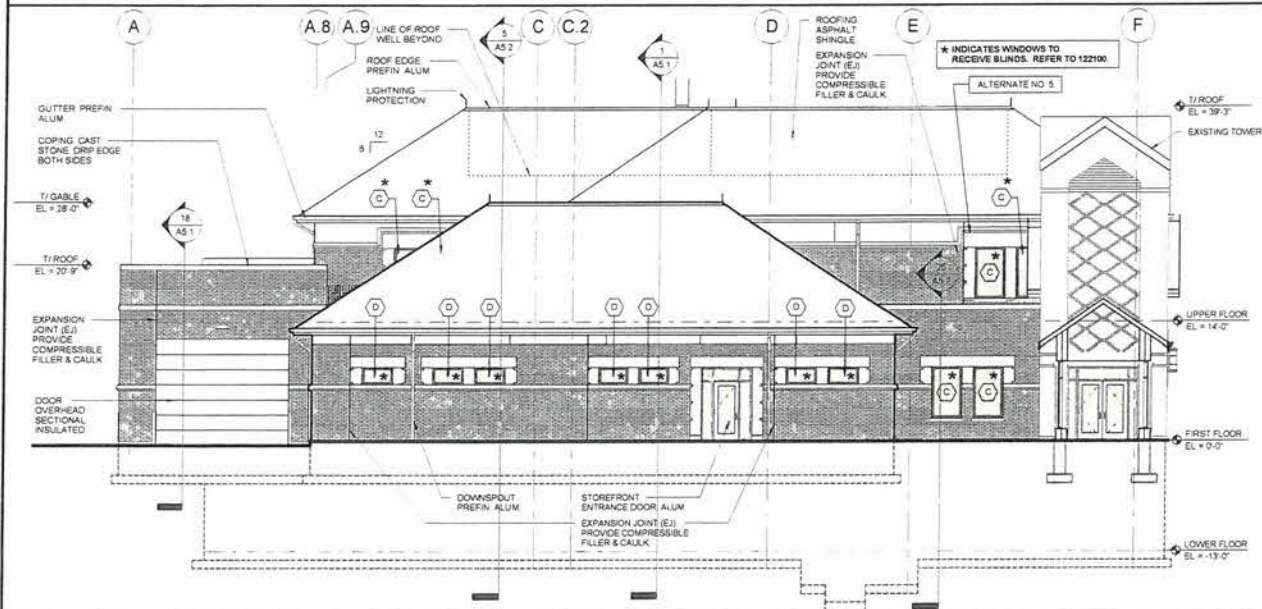 A
A.8
A.9
C
C.2
D
E
F
LINE OF ROOF
WELL BEYOND
5
A5.2
1
A5.1
ROOF EDGE
PREFIN ALUM
LIGHTNING
PROTECTION
ROOFING
ASPHALT
SHINGLE
EXPANSION
JOINT (EJ)
PROVIDE
COMPRESSIBLE
FILLER & CAULK
* INDICATES WINDOWS TO
RECEIVE BLINDS. REFER TO 122100.
ALTERNATE NO. 5
T/ ROOF
EL = 39'-3"
EXISTING TOWER
GUTTER PREFIN
ALUM
COPING CAST
STONE DRIP EDGE
BOTH SIDES
12
8
T/ GABLE
EL = 28'-0"
18
A5.1
T/ ROOF
EL = 20'-9"
* *
C C
*
C
*
C
EXPANSION
JOINT (EJ)
PROVIDE
COMPRESSIBLE
FILLER & CAULK
UPPER FLOOR
EL = 14'-0"
D D D D D D D
* * * * * * * * *
C C
DOOR
OVERHEAD
SECTIONAL
INSULATED
FIRST FLOOR
EL = 0'-0"
DOWNSPOUT
PREFIN ALUM
STOREFRONT
ENTRANCE DOOR, ALUM
EXPANSION JOINT (EJ)
PROVIDE COMPRESSIBLE
FILLER & CAULK
LOWER FLOOR
EL = -13'-0"